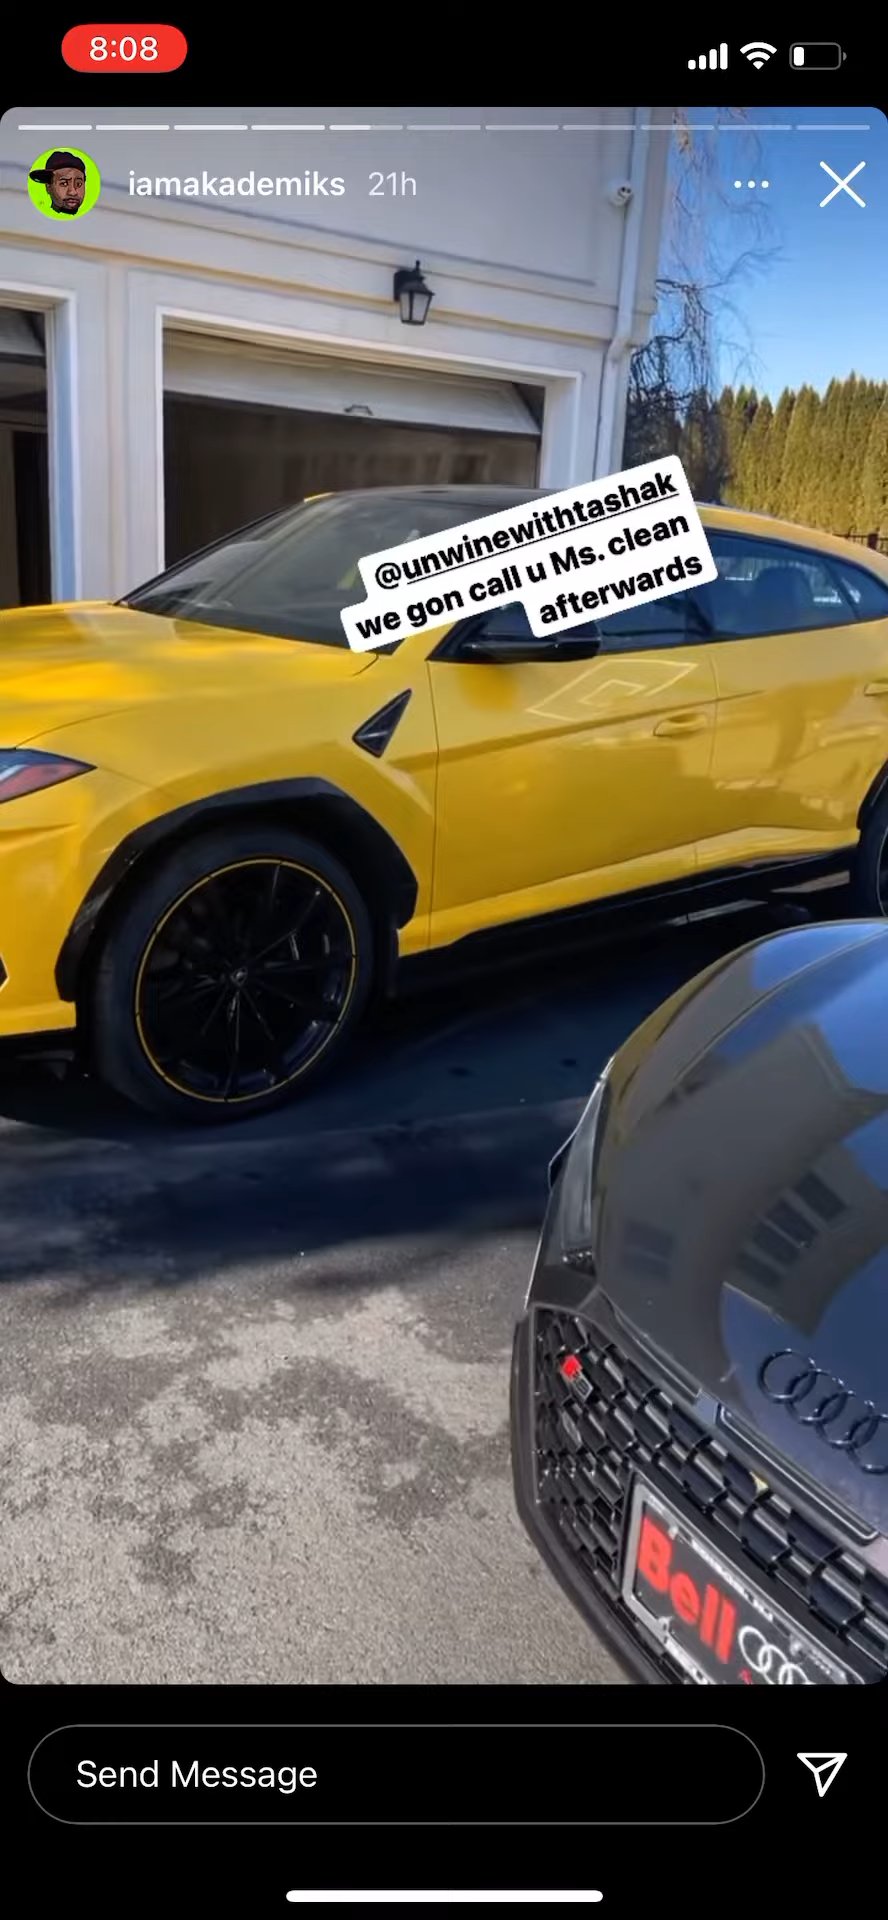 8:08
iamakademiks 21h
@unwinewithtashak
we gon call u Ms. clean
afterwards
Bell
Send Message